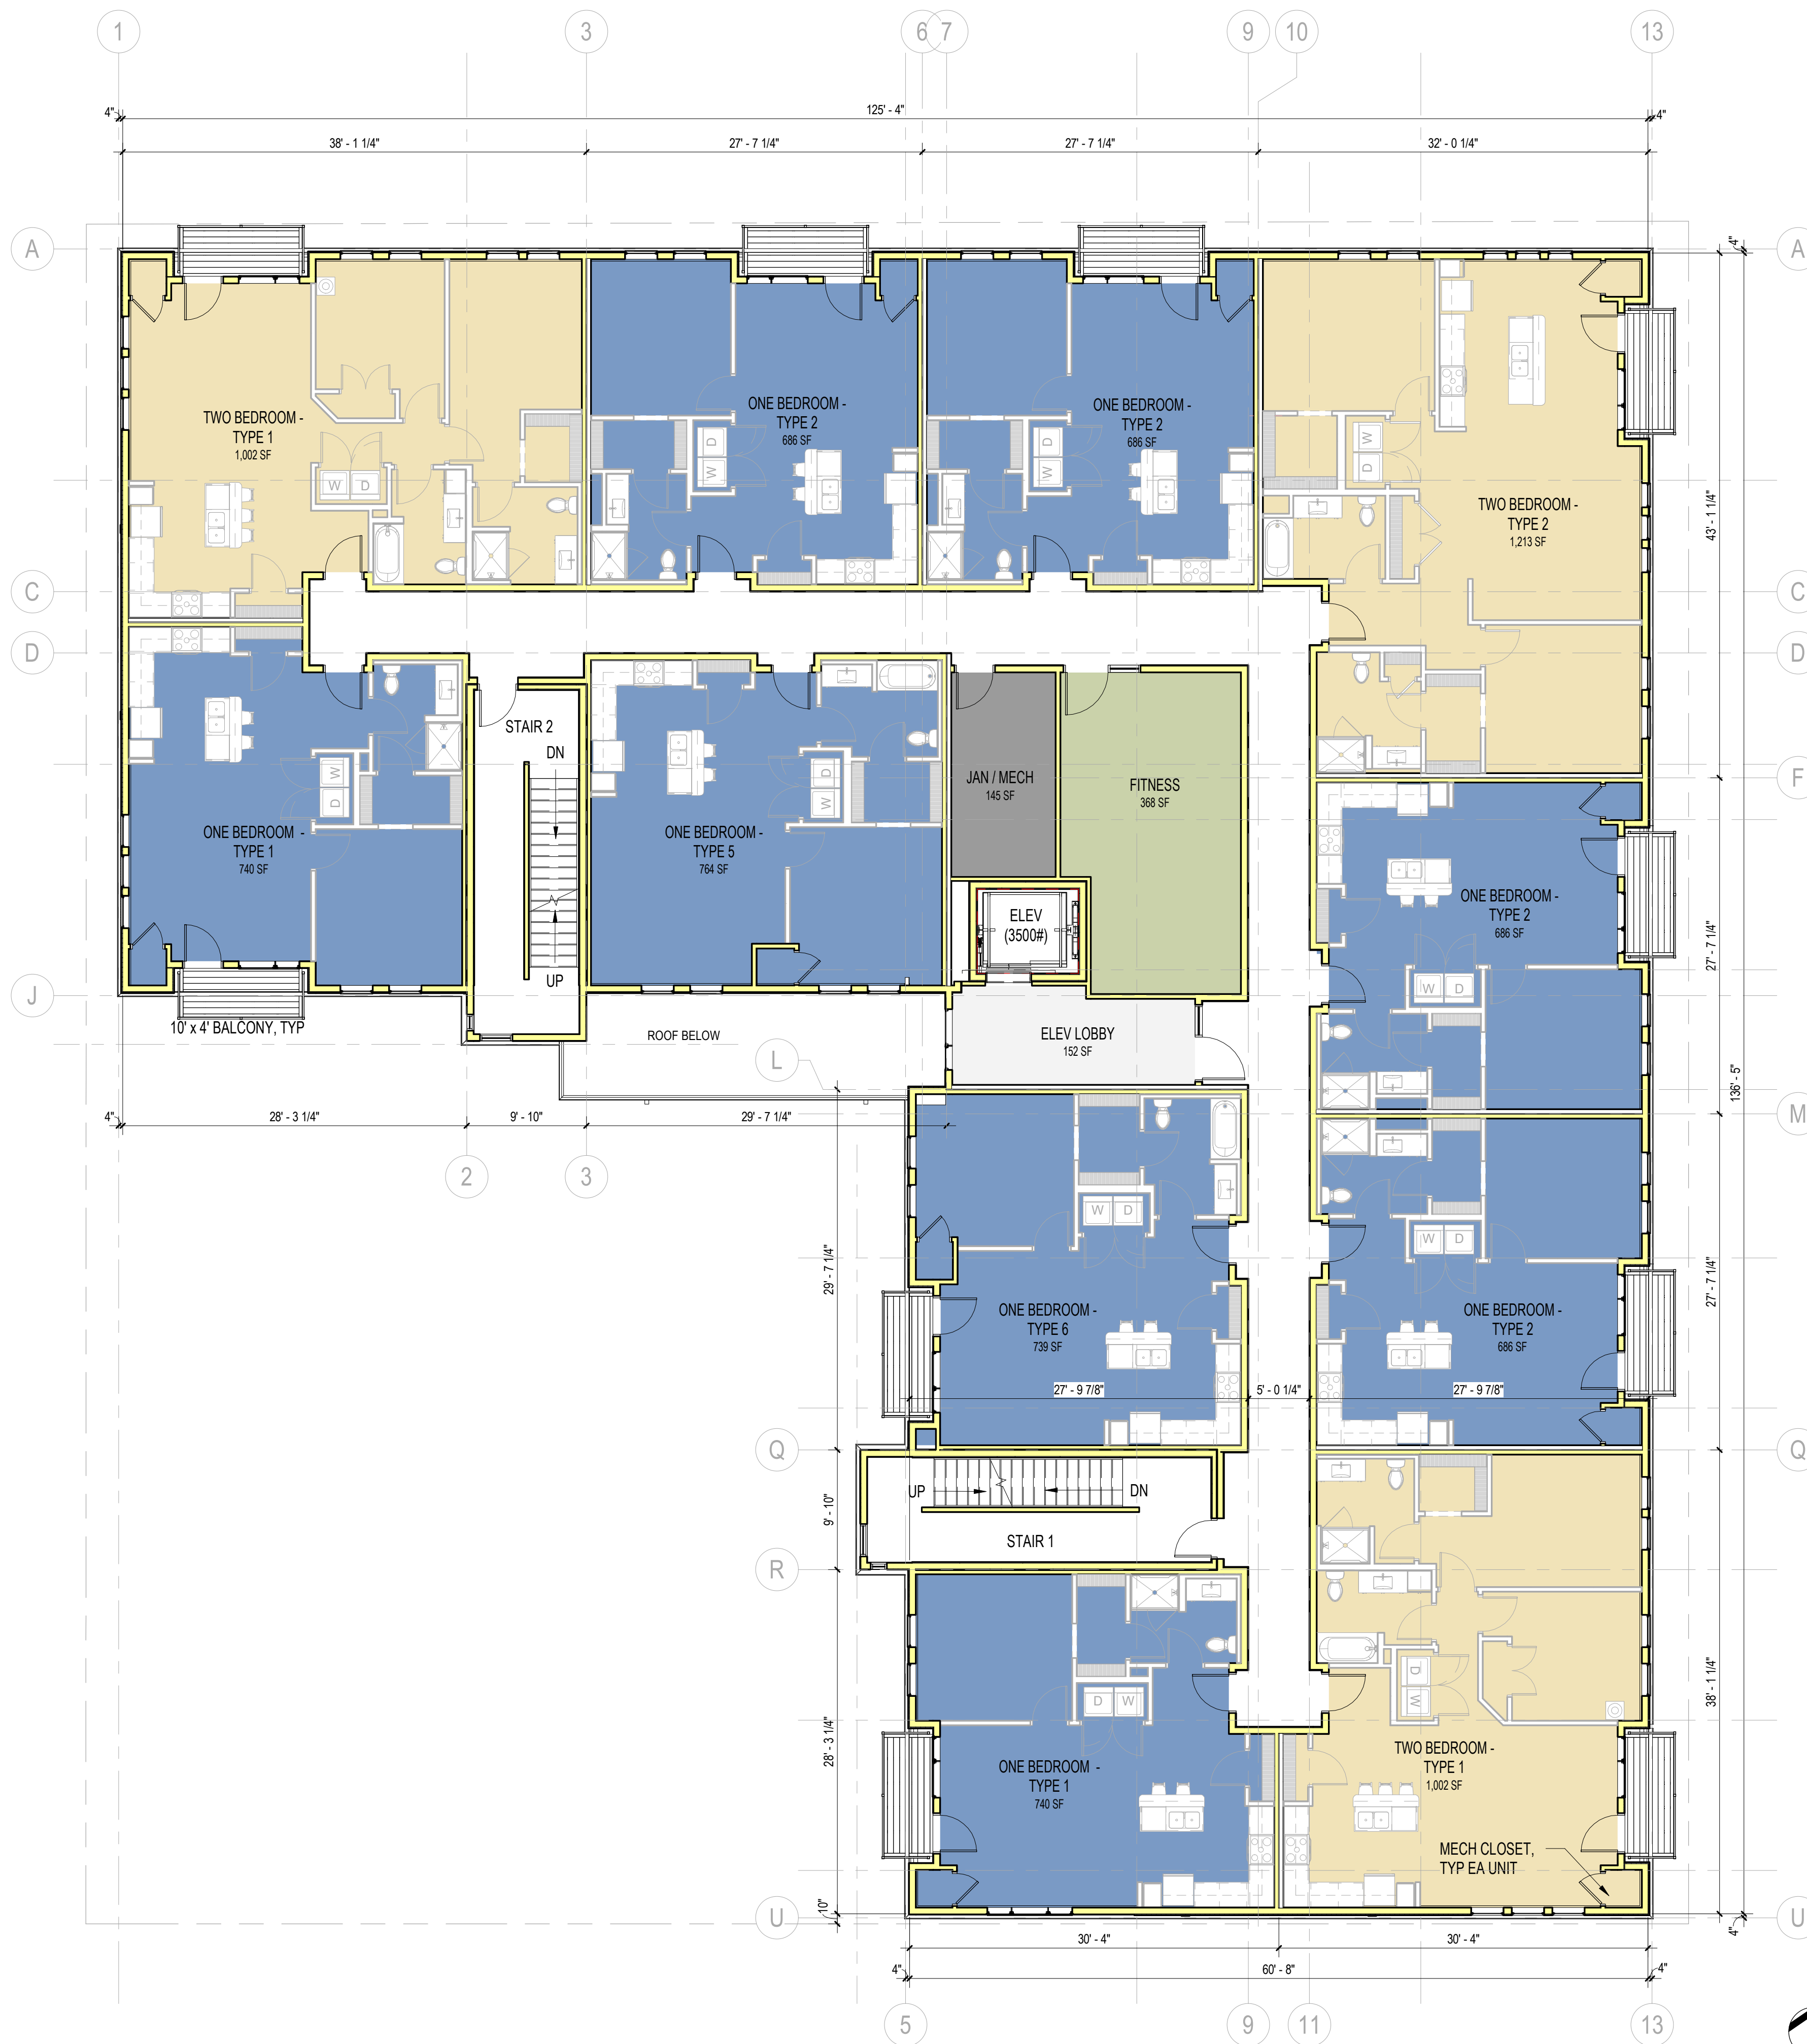 1
3
6
7
9
10
13
4"
125' - 4"
4"
38' - 1 1/4"
27' - 7 1/4"
27' - 7 1/4"
32' - 0 1/4"
A
A
4"
TWO BEDROOM -
TYPE 1
1,002 SF
ONE BEDROOM -
TYPE 2
686 SF
ONE BEDROOM -
TYPE 2
686 SF
TWO BEDROOM -
TYPE 2
1,213 SF
43' - 1 1/4"
W
D
D
W
D
W
W
D
C
C
D
D
STAIR 2
DN
UP
W
D
D
W
JAN / MECH
145 SF
FITNESS
368 SF
F
ONE BEDROOM -
TYPE 1
740 SF
ONE BEDROOM -
TYPE 5
764 SF
ELEV
(3500#)
ONE BEDROOM -
TYPE 2
686 SF
27' - 7 1/4"
W
D
J
10' x 4' BALCONY, TYP
ROOF BELOW
ELEV LOBBY
152 SF
L
136' - 5"
M
4"
28' - 3 1/4"
9' - 10"
29' - 7 1/4"
2
3
W
D
W
D
29' - 7 1/4"
27' - 7 1/4"
ONE BEDROOM -
TYPE 6
739 SF
ONE BEDROOM -
TYPE 2
686 SF
27' - 9 7/8"
5' - 0 1/4"
27' - 9 7/8"
Q
Q
UP
DN
9' - 10"
STAIR 1
R
D
W
D
W
38' - 1 1/4"
28' - 3 1/4"
ONE BEDROOM -
TYPE 1
740 SF
TWO BEDROOM -
TYPE 1
1,002 SF
MECH CLOSET,
TYP EA UNIT
10"
U
U
4"
30' - 4"
30' - 4"
4"
60' - 8"
4"
5
9
11
13